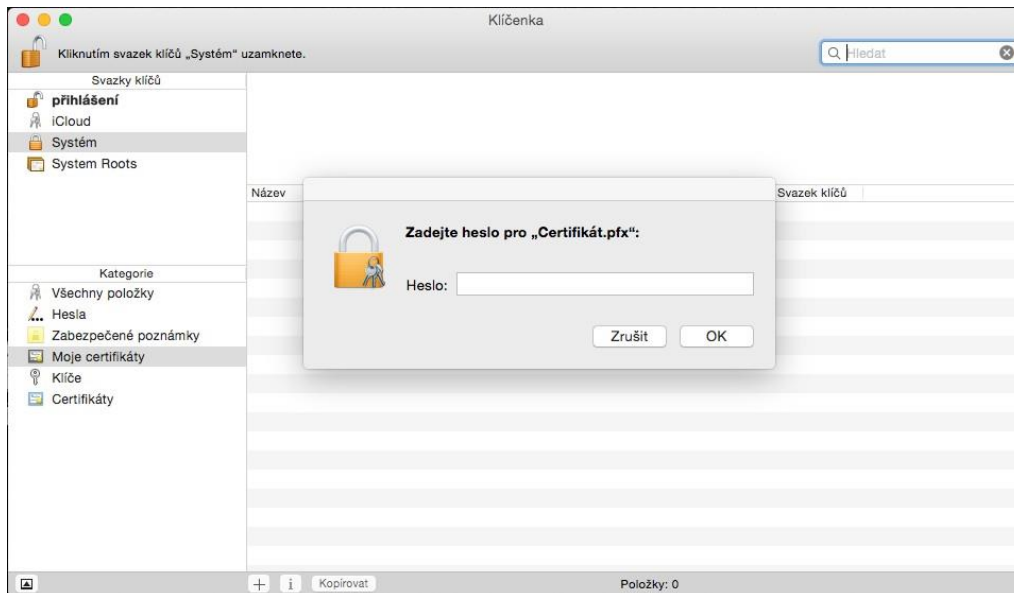 Klíčenka
Kliknutím svazek klíčů „Systém“ uzamknete.
Hledat
Svazky klíčů
přihlášení
iCloud
Systém
System Roots
Název
Svazek klíčů
Zadejte heslo pro „Certifikát.pfx“:
Heslo:
Zrušit
OK
Kategorie
Všechny položky
Hesla
Zabezpečené poznámky
Moje certifikáty
Klíče
Certifikáty
Kopírovat
Položky: 0